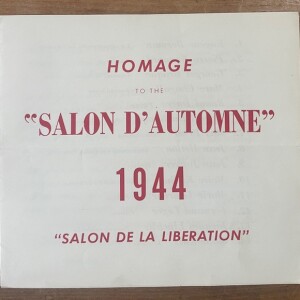 HOMAGE
TO THE
"SALON D'AUTOMNE"
1944
"SALON DE LA LIBERATION"